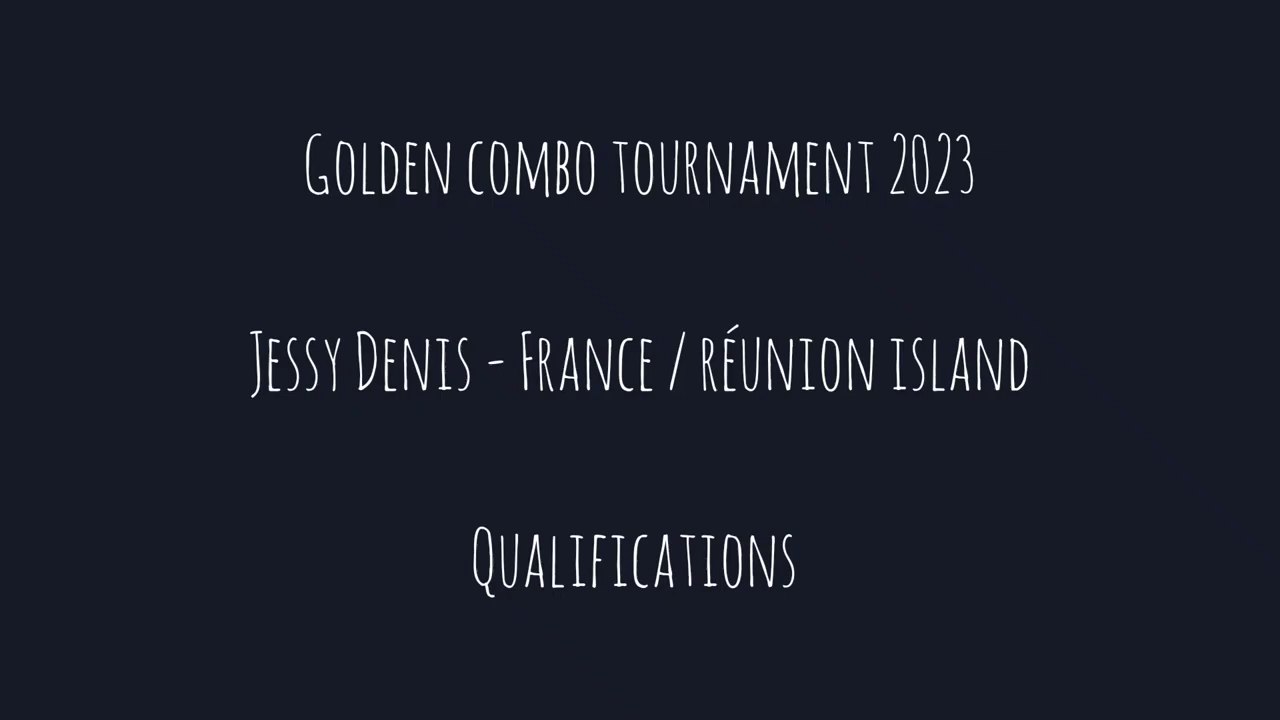 Golden combo tournament 2023
Jessy Denis - France / réunion island
Qualifications